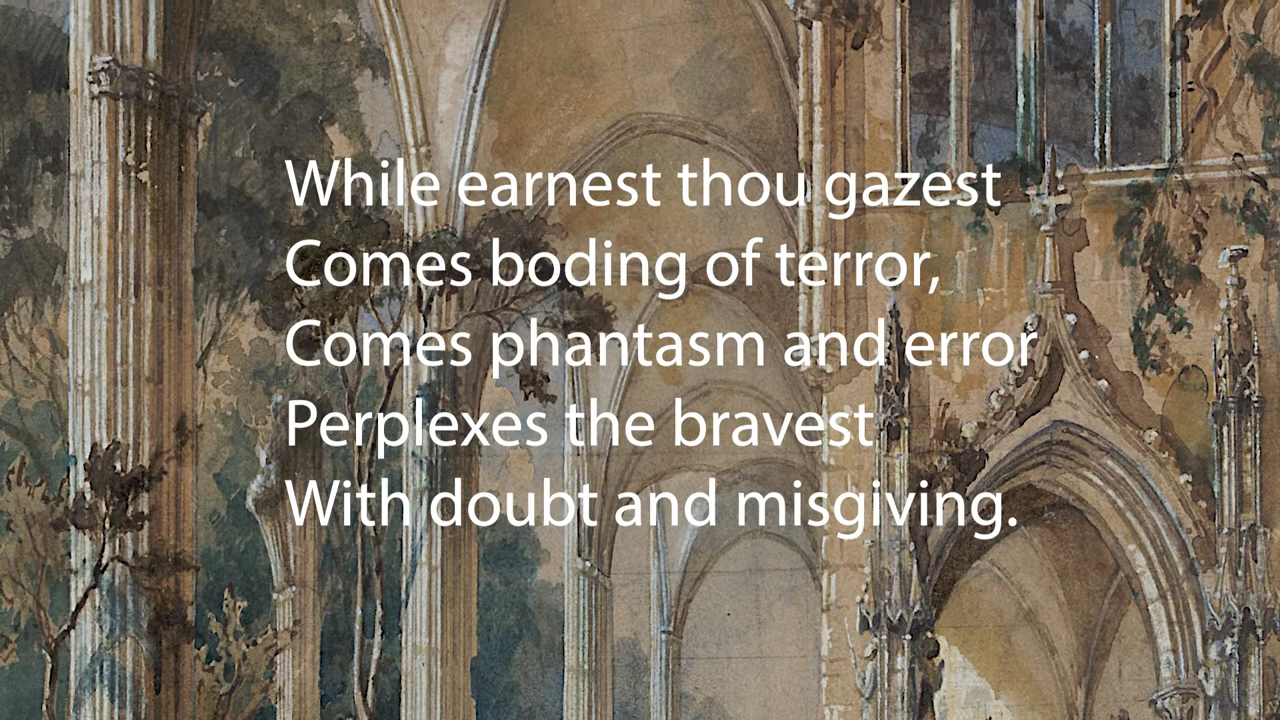 While earnest thou gazest
Comes boding of terror,
Comes phantasm and error
Perplexes the bravest
With doubt and misgiving.